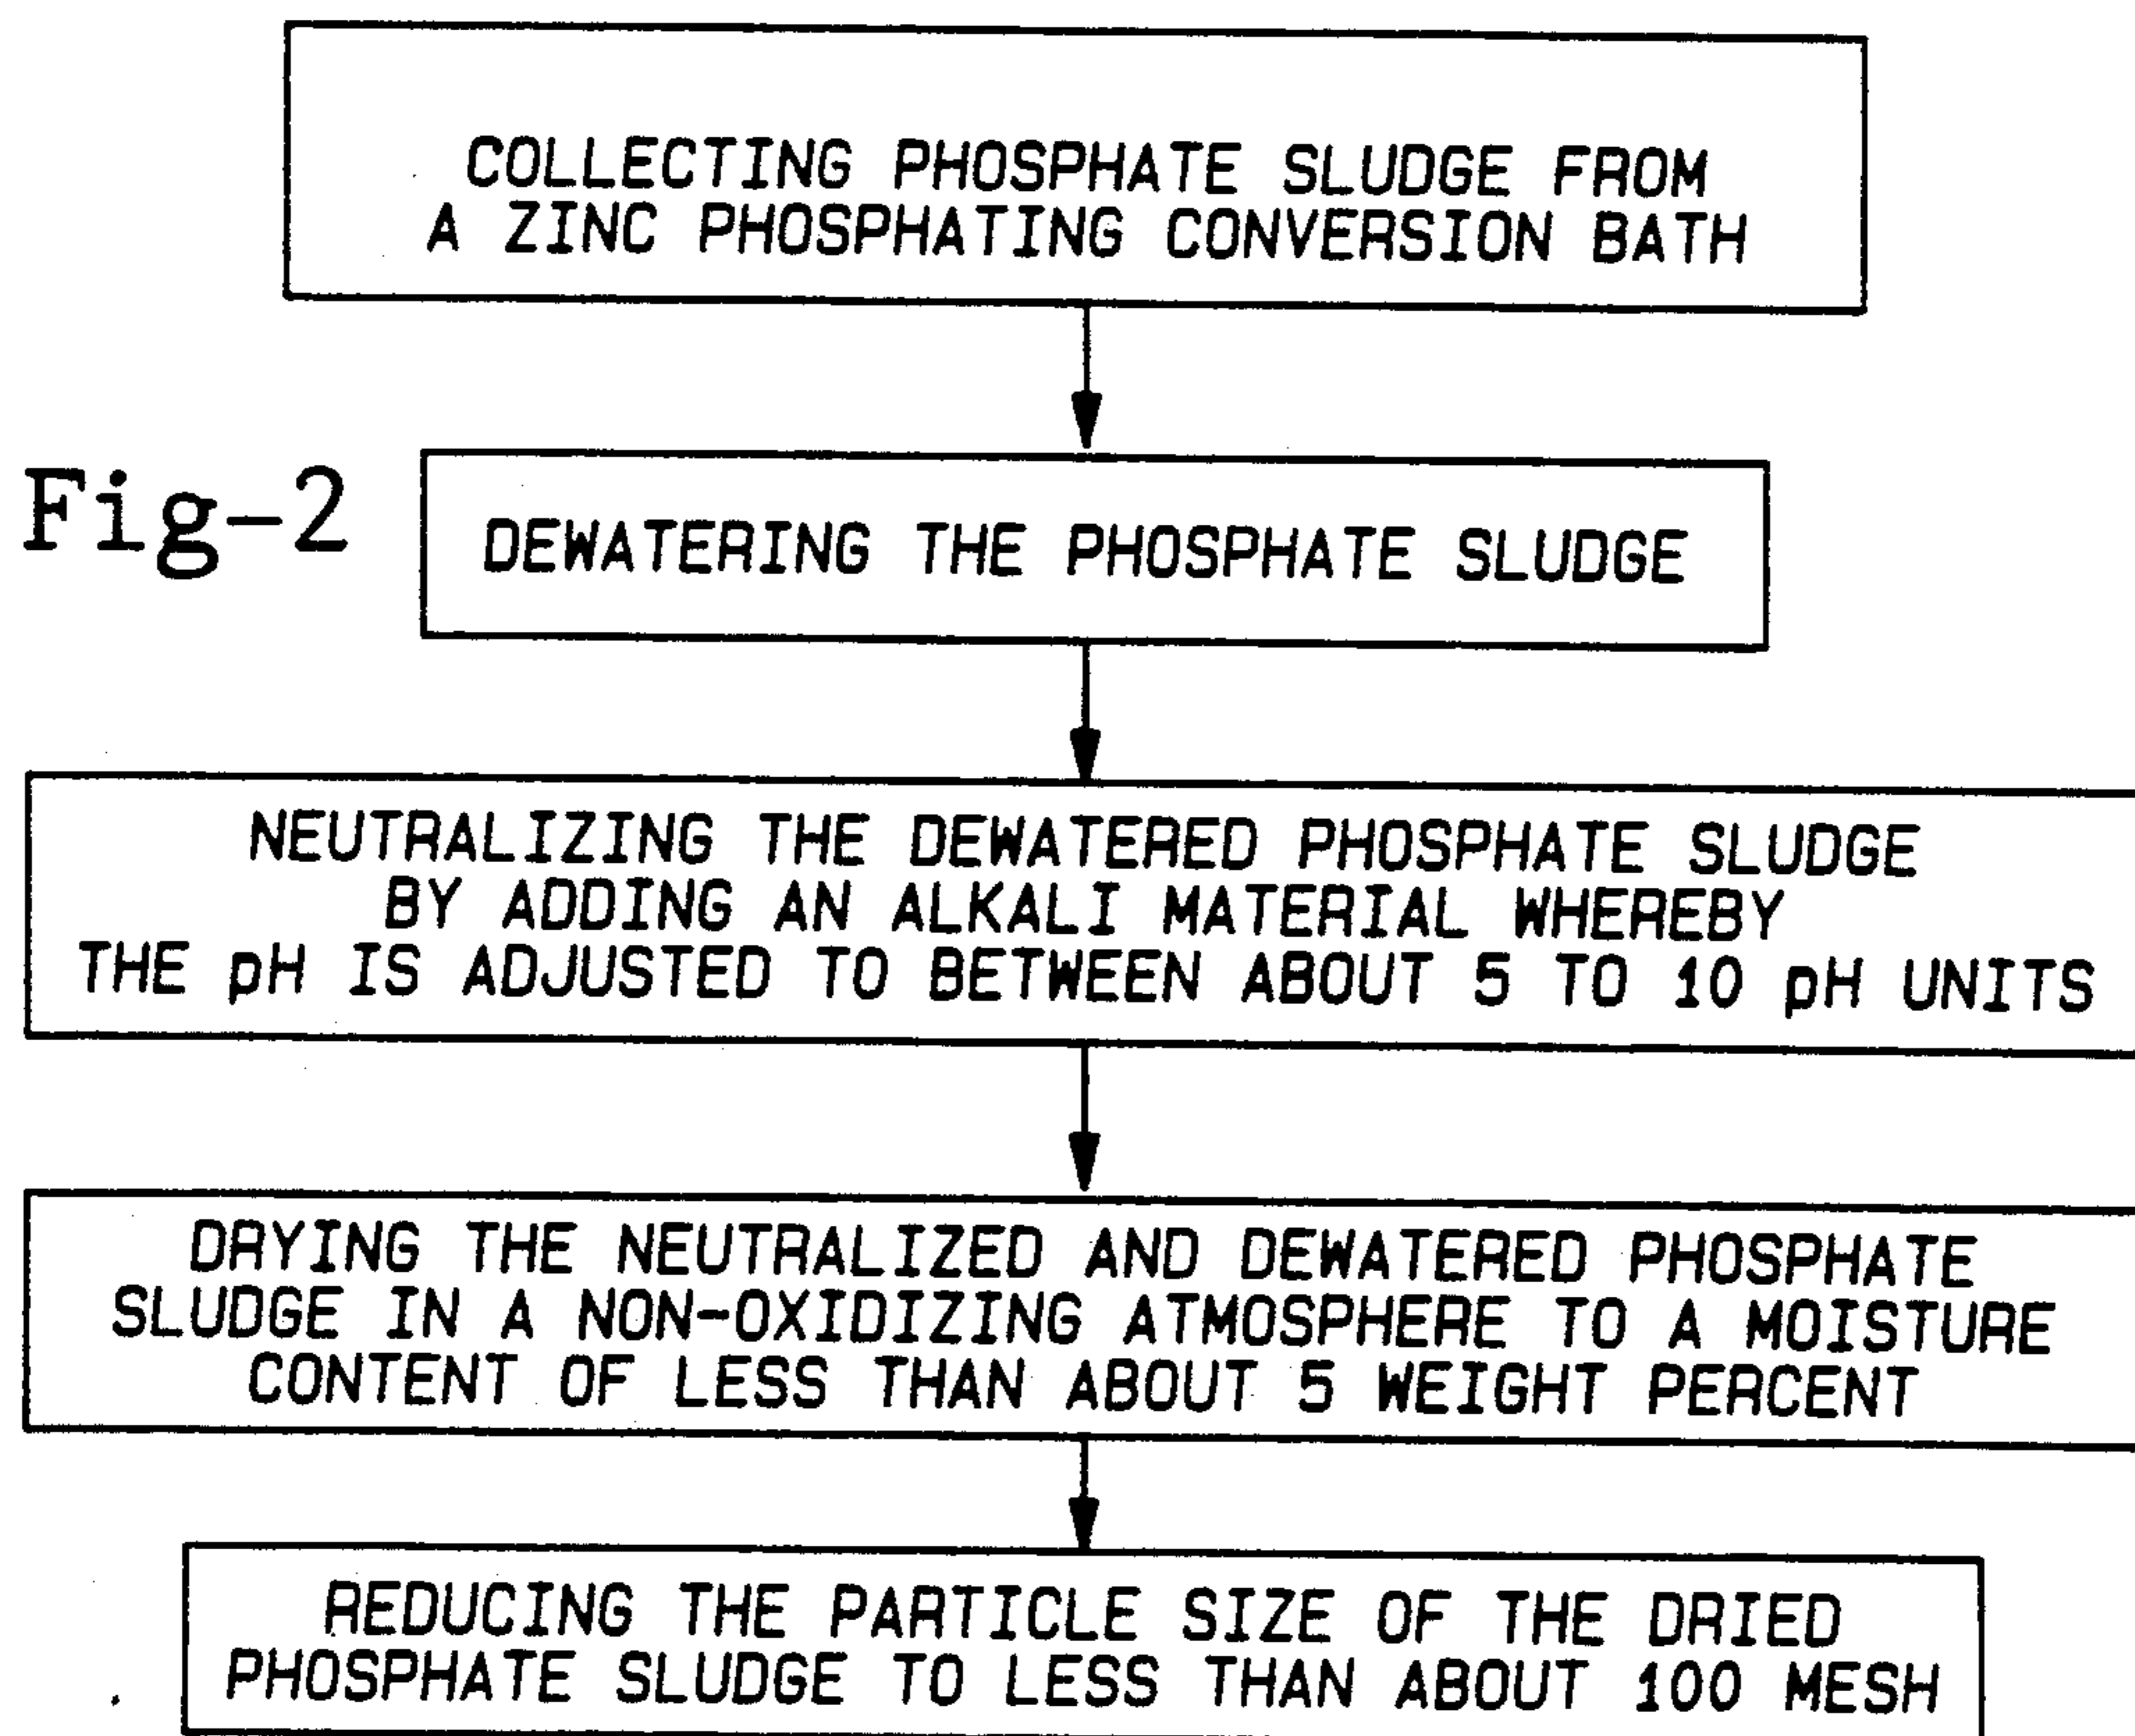 COLLECTING PHOSPHATE SLUDGE FROM
A ZINC PHOSPHATING CONVERSION BATH
Fig-2
DEWATERING THE PHOSPHATE SLUDGE
NEUTRALIZING THE DEWATERED PHOSPHATE SLUDGE
BY ADDING AN ALKALI MATERIAL WHEREBY
THE pH IS ADJUSTED TO BETWEEN ABOUT 5 TO 10 pH UNITS
DRYING THE NEUTRALIZED AND DEWATERED PHOSPHATE
SLUDGE IN A NON-OXIDIZING ATMOSPHERE TO A MOISTURE
CONTENT OF LESS THAN ABOUT 5 WEIGHT PERCENT
REDUCING THE PARTICLE SIZE OF THE DRIED
PHOSPHATE SLUDGE TO LESS THAN ABOUT 100 MESH